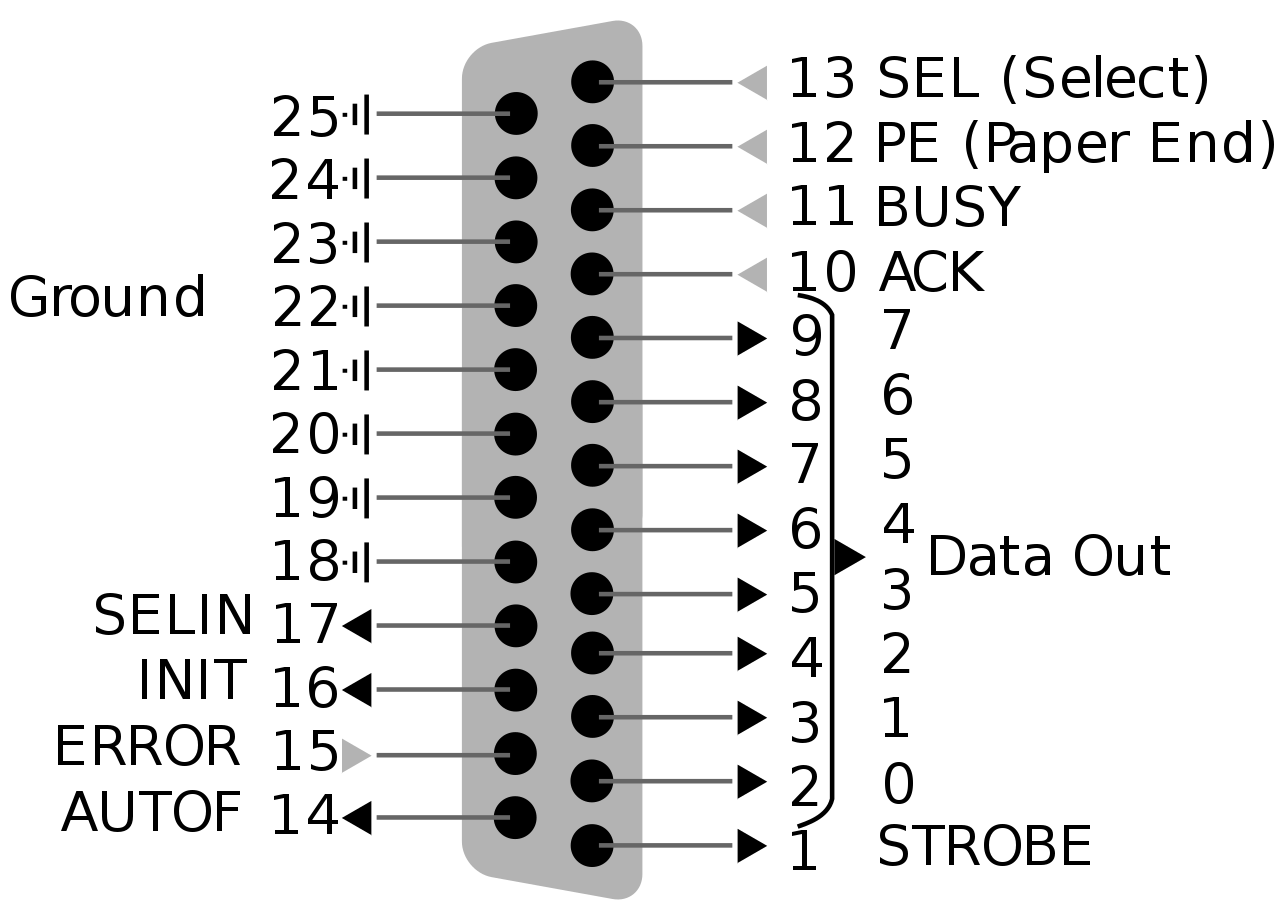 13 SEL (Select)
12 PE (Paper End)
11 BUSY
10 ACK
9 7
8 6
7 5
6 4
5 3
4 2
3 1
2 0
1 STROBE
Data Out
25
24
23
22
21
20
19
18
Ground
SELIN 17
INIT 16
ERROR 15
AUTOF 14